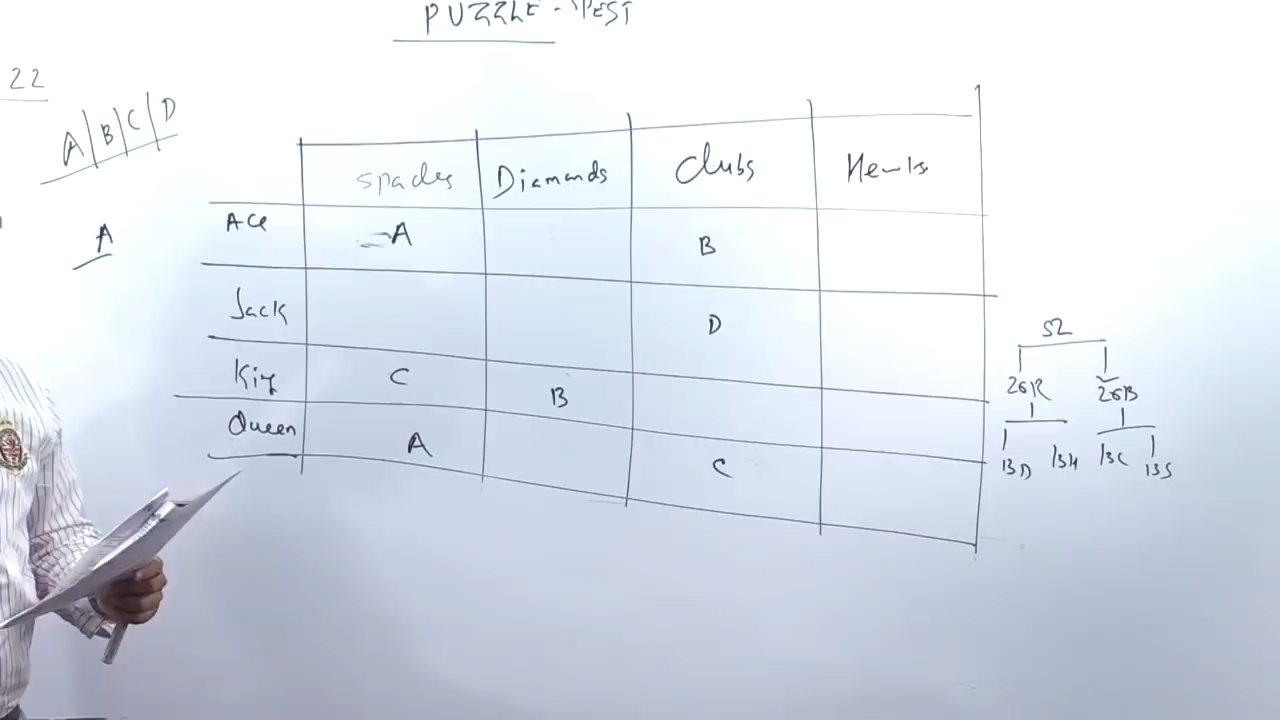 PUZZLE - TEST
22
A|B|C|D
A
Spades Diamonds Clubs Hearts
Ace A B
Jack D
King C B
Queen A C
52
26R 26B
13D 13H 13C 13S